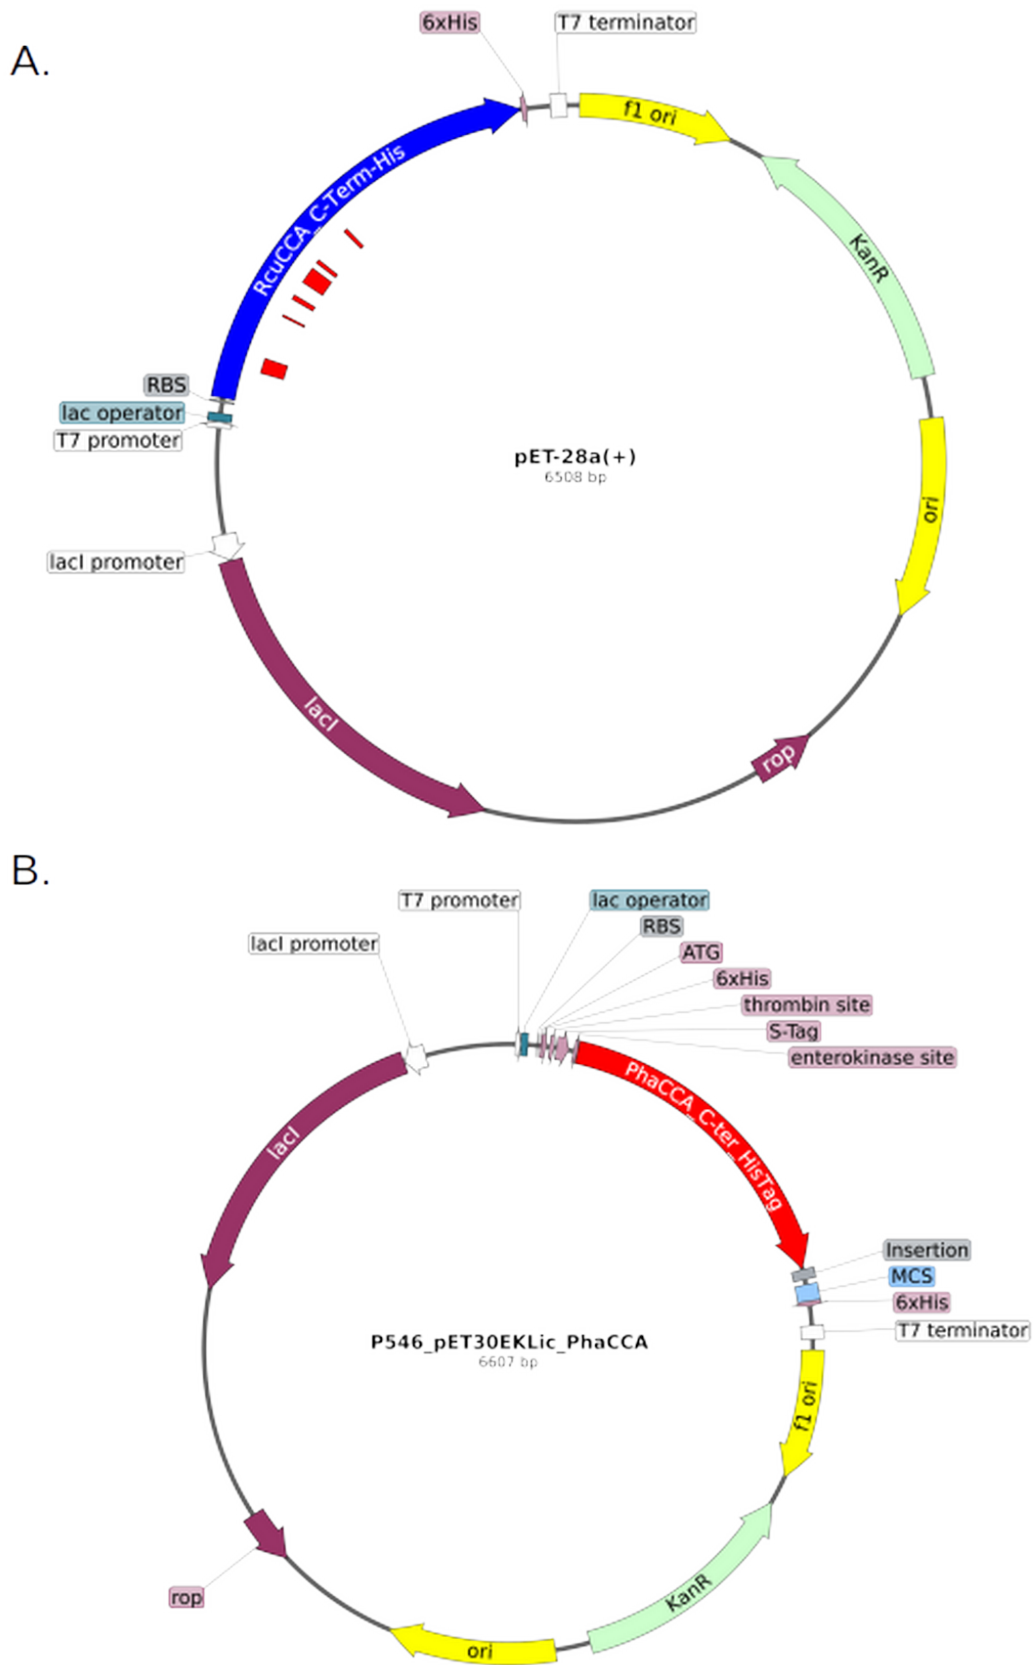 A.
6xHis
T7 terminator
f1 ori
RcuCCA_C-Term-His
KanR
RBS
lac operator
T7 promoter
pET-28a(+)
6508 bp
ori
lacI promoter
lacI
rop
B.
T7 promoter
lac operator
RBS
lacI promoter
ATG
6xHis
thrombin site
S-Tag
enterokinase site
PhaCCA_C-ter_HisTag
lacI
Insertion
MCS
6xHis
T7 terminator
P546_pET30EKLic_PhaCCA
6607 bp
f1 ori
KanR
rop
ori